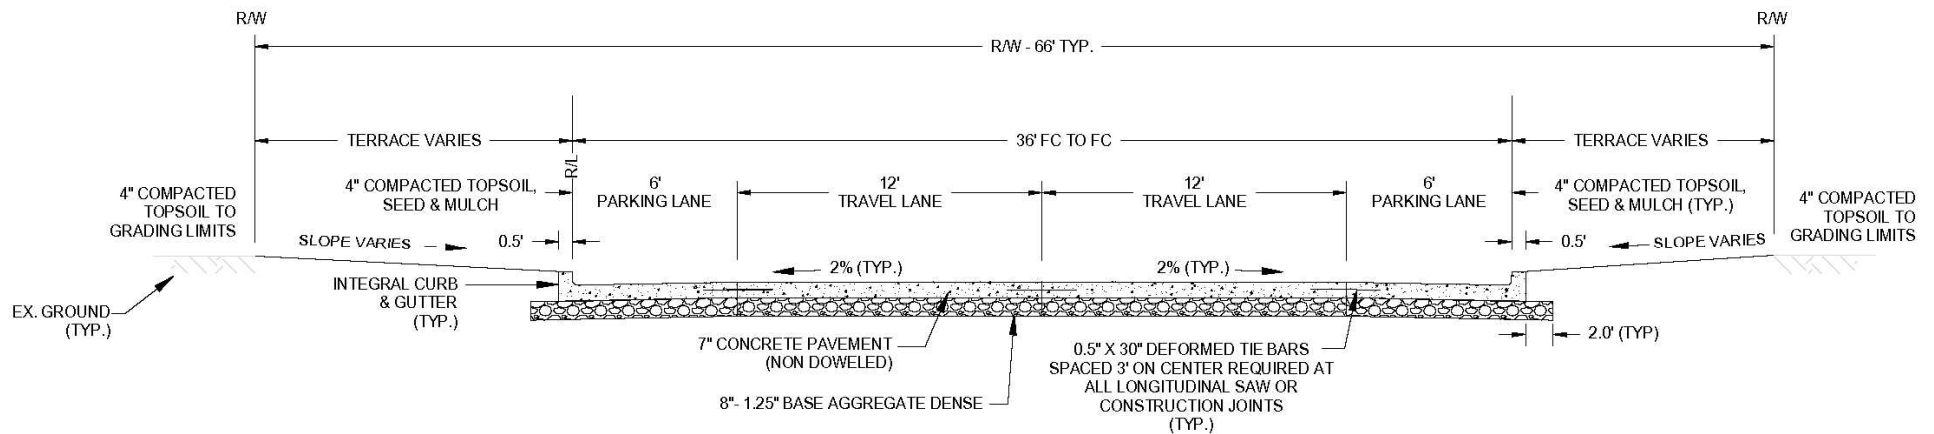 R/W
R/W
R/W - 66' TYP.
TERRACE VARIES
36' FC TO FC
TERRACE VARIES
R/L
4" COMPACTED
TOPSOIL TO
GRADING LIMITS
4" COMPACTED TOPSOIL,
SEED & MULCH
6'
PARKING LANE
12'
TRAVEL LANE
12'
TRAVEL LANE
6'
PARKING LANE
4" COMPACTED TOPSOIL,
SEED & MULCH (TYP.)
4" COMPACTED
TOPSOIL TO
GRADING LIMITS
SLOPE VARIES
0.5'
0.5'
SLOPE VARIES
2% (TYP.)
2% (TYP.)
INTEGRAL CURB
& GUTTER
(TYP.)
EX. GROUND
(TYP.)
7" CONCRETE PAVEMENT
(NON DOWELED)
0.5" X 30" DEFORMED TIE BARS
SPACED 3' ON CENTER REQUIRED AT
ALL LONGITUDINAL SAW OR
CONSTRUCTION JOINTS
(TYP.)
2.0' (TYP)
8"- 1.25" BASE AGGREGATE DENSE